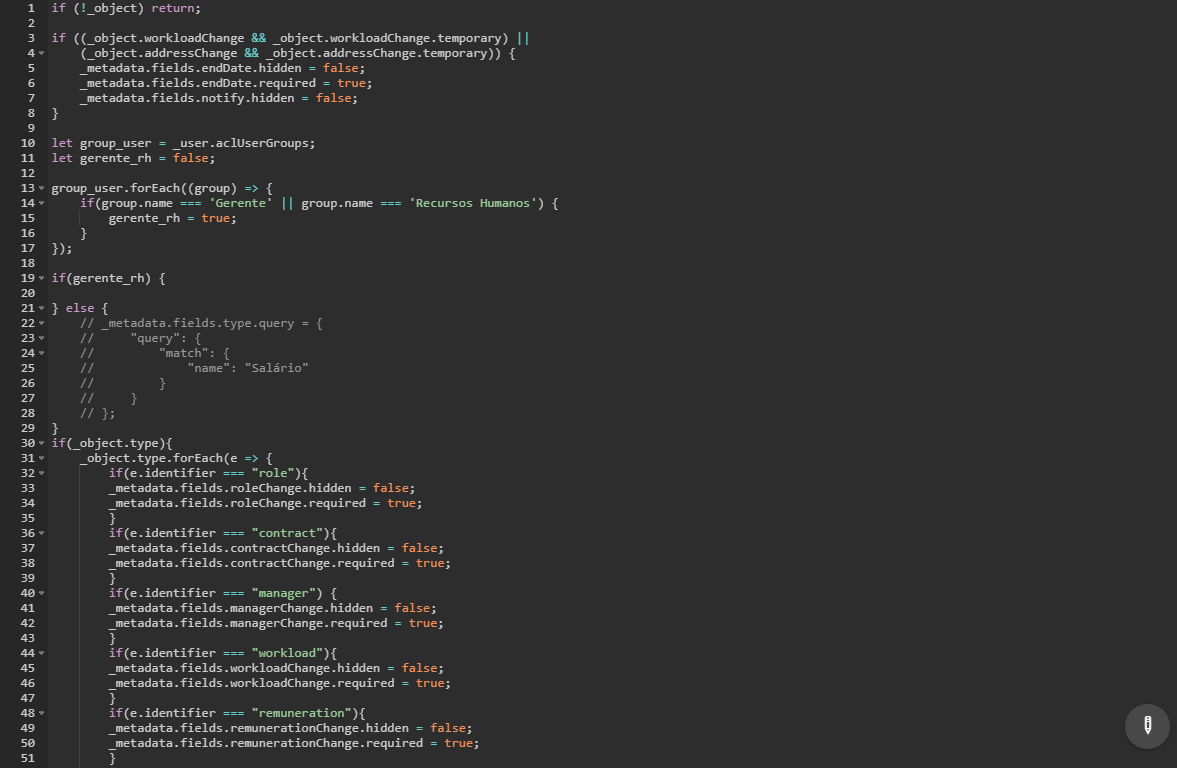 1 if (!_object) return;
2
3 if ((_object.workloadChange && _object.workloadChange.temporary) ||
4     (_object.addressChange && _object.addressChange.temporary)) {
5     _metadata.fields.endDate.hidden = false;
6     _metadata.fields.endDate.required = true;
7     _metadata.fields.notify.hidden = false;
8 }
9
10 let group_user = _user.aclUserGroups;
11 let gerente_rh = false;
12
13 group_user.forEach((group) => {
14     if(group.name === 'Gerente' || group.name === 'Recursos Humanos') {
15         gerente_rh = true;
16     }
17 });
18
19 if(gerente_rh) {
20
21 } else {
22     // _metadata.fields.type.query = {
23     //     "query": {
24     //         "match": {
25     //             "name": "Salário"
26     //         }
27     //     }
28     // };
29 }
30 if(_object.type){
31     _object.type.forEach(e => {
32         if(e.identifier === "role"){
33         _metadata.fields.roleChange.hidden = false;
34         _metadata.fields.roleChange.required = true;
35         }
36         if(e.identifier === "contract"){
37         _metadata.fields.contractChange.hidden = false;
38         _metadata.fields.contractChange.required = true;
39         }
40         if(e.identifier === "manager") {
41         _metadata.fields.managerChange.hidden = false;
42         _metadata.fields.managerChange.required = true;
43         }
44         if(e.identifier === "workload"){
45         _metadata.fields.workloadChange.hidden = false;
46         _metadata.fields.workloadChange.required = true;
47         }
48         if(e.identifier === "remuneration"){
49         _metadata.fields.remunerationChange.hidden = false;
50         _metadata.fields.remunerationChange.required = true;
51         }